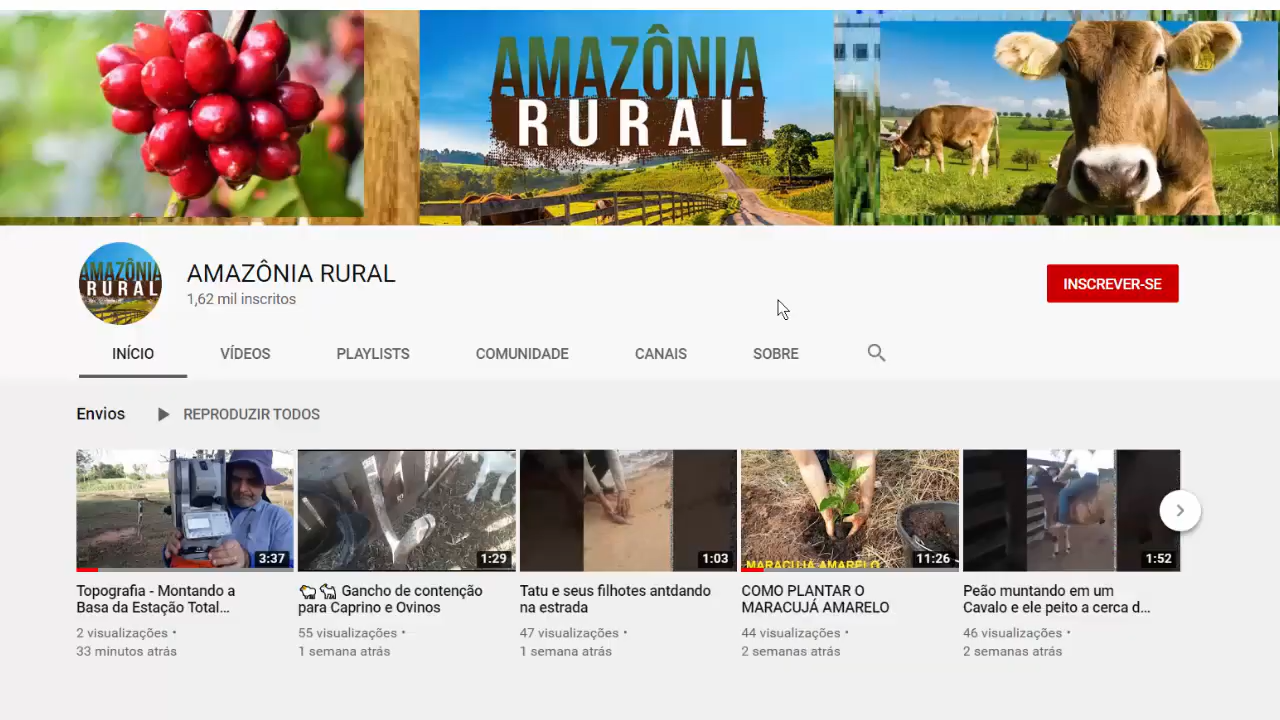 AMAZÔNIA
RURAL
AMAZÔNIA
RURAL
AMAZÔNIA RURAL
1,62 mil inscritos
INSCREVER-SE
INÍCIO VÍDEOS PLAYLISTS COMUNIDADE CANAIS SOBRE
Envios REPRODUZIR TODOS
3:37 1:29 1:03 11:26 1:52
MARACUJÁ AMARELO
Topografia - Montando a
Basa da Estação Total...
2 visualizações •
33 minutos atrás
Gancho de contenção
para Caprino e Ovinos
55 visualizações •
1 semana atrás
Tatu e seus filhotes antdando
na estrada
47 visualizações •
1 semana atrás
COMO PLANTAR O
MARACUJÁ AMARELO
44 visualizações •
2 semanas atrás
Peão muntando em um
Cavalo e ele peito a cerca d...
46 visualizações •
2 semanas atrás